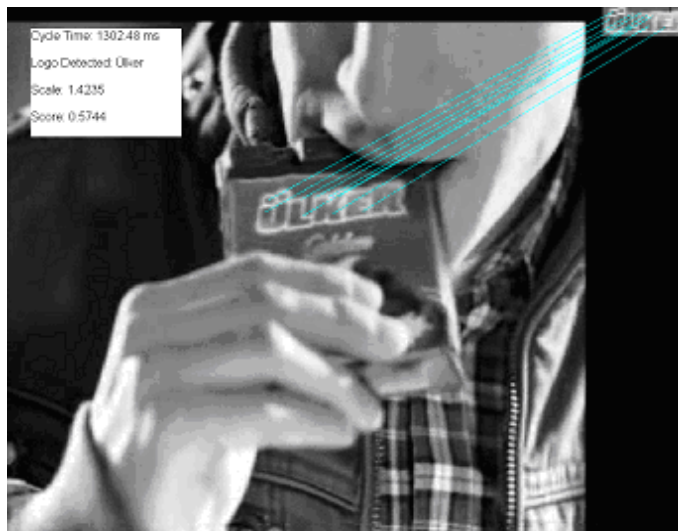 Cycle Time: 1302.48 ms
Logo Detected: Ülker
Scale: 1.4235
Score: 0.5744
ÜLKER
ÜLKER